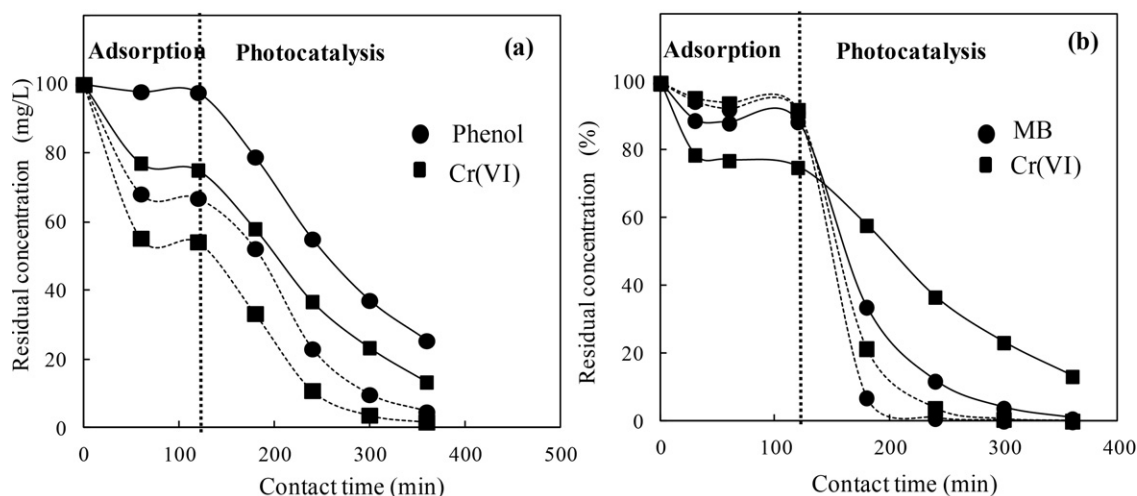 Adsorption Photocatalysis (a)
100
80
60
40
20
0
Residual concentration (mg/L)
Phenol
Cr(VI)
0 100 200 300 400 500
Contact time (min)
Adsorption Photocatalysis (b)
100
80
60
40
20
0
Residual concentration (%)
MB
Cr(VI)
0 100 200 300 400
Contact time (min)